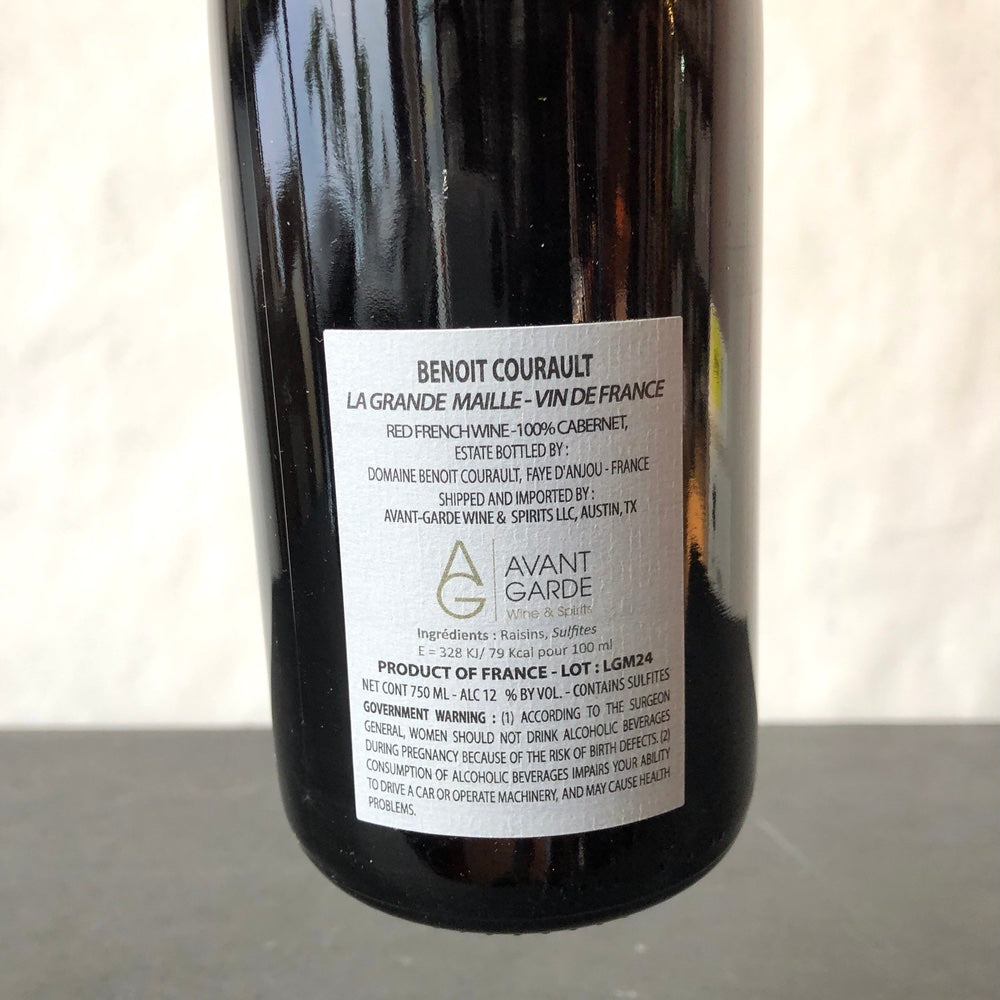 BENOIT COURAULT
LA GRANDE MAILLE - VIN DE FRANCE
RED FRENCH WINE -100% CABERNET,
ESTATE BOTTLED BY :
DOMAINE BENOIT COURAULT, FAYE D'ANJOU - FRANCE
SHIPPED AND IMPORTED BY :
AVANT-GARDE WINE & SPIRITS LLC, AUSTIN, TX
AG
AVANT
GARDE
Wine & Spirits
Ingrédients : Raisins, Sulfites
E = 328 KJ/ 79 Kcal pour 100 ml
PRODUCT OF FRANCE - LOT : LGM24
NET CONT 750 ML - ALC 12 % BY VOL. - CONTAINS SULFITES
GOVERNMENT WARNING : (1) ACCORDING TO THE SURGEON
GENERAL, WOMEN SHOULD NOT DRINK ALCOHOLIC BEVERAGES
DURING PREGNANCY BECAUSE OF THE RISK OF BIRTH DEFECTS. (2)
CONSUMPTION OF ALCOHOLIC BEVERAGES IMPAIRS YOUR ABILITY
TO DRIVE A CAR OR OPERATE MACHINERY, AND MAY CAUSE HEALTH
PROBLEMS.